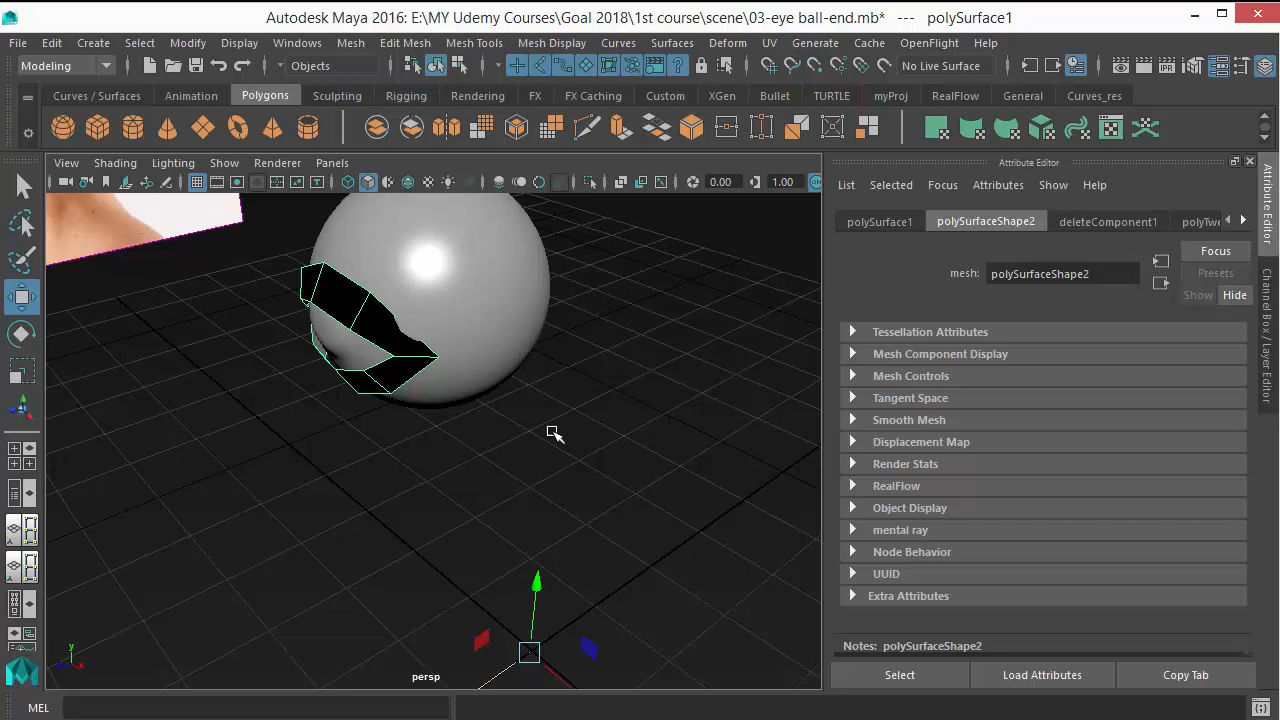 Autodesk Maya 2016: E:\MY Udemy Courses\Goal 2018\1st course\scene\03-eye ball-end.mb* --- polySurface1
File Edit Create Select Modify Display Windows Mesh Edit Mesh Mesh Tools Mesh Display Curves Surfaces Deform UV Generate Cache OpenFlight Help
Modeling Objects No Live Surface
Curves / Surfaces Animation Polygons Sculpting Rigging Rendering FX FX Caching Custom XGen Bullet TURTLE myProj RealFlow General Curves_res
View Shading Lighting Show Renderer Panels
0.00 1.00 ON
Attribute Editor
List Selected Focus Attributes Show Help
polySurface1 polySurfaceShape2 deleteComponent1 polyTwe
Focus
mesh: polySurfaceShape2
Presets
Show Hide
Tessellation Attributes
Mesh Component Display
Mesh Controls
Tangent Space
Smooth Mesh
Displacement Map
Render Stats
RealFlow
Object Display
mental ray
Node Behavior
UUID
Extra Attributes
Notes: polySurfaceShape2
Select Load Attributes Copy Tab
Attribute Editor
Channel Box / Layer Editor
persp
y
x
MEL